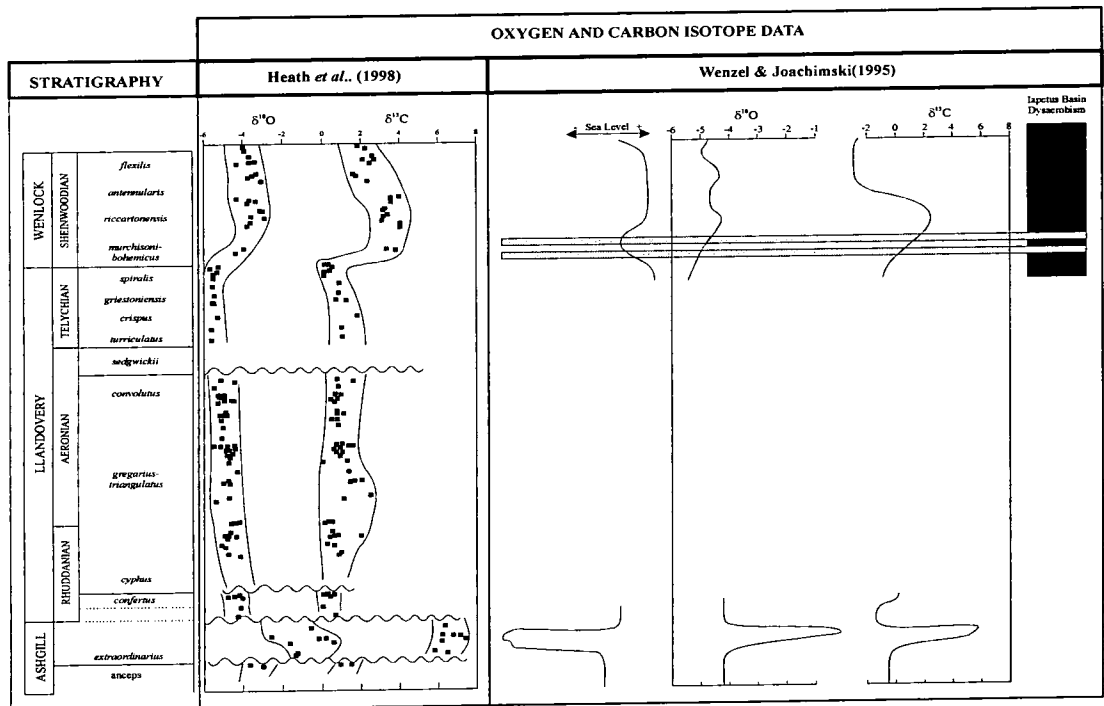 OXYGEN AND CARBON ISOTOPE DATA
STRATIGRAPHY
Heath et al.. (1998)
Wenzel & Joachimski(1995)
δ¹⁸O
δ¹³C
-6 -4 -2 0 2 4 6 8
- Sea Level +
δ¹⁸O
-6 -5 -4 -3 -2 -1
δ¹³C
-2 0 2 4 6 8
Iapetus Basin
Dysaerobism
WENLOCK
SHEINWOODIAN
flexilis
antennularis
riccartonensis
murchisoni-
bohemicus
LLANDOVERY
TELYCHIAN
spiralis
griestoniensis
crispus
turriculatus
AERONIAN
sedgwickii
convolutus
gregarius-
triangulatus
RHUDDANIAN
cyphus
confertus
ASHGILL
extraordinarius
anceps